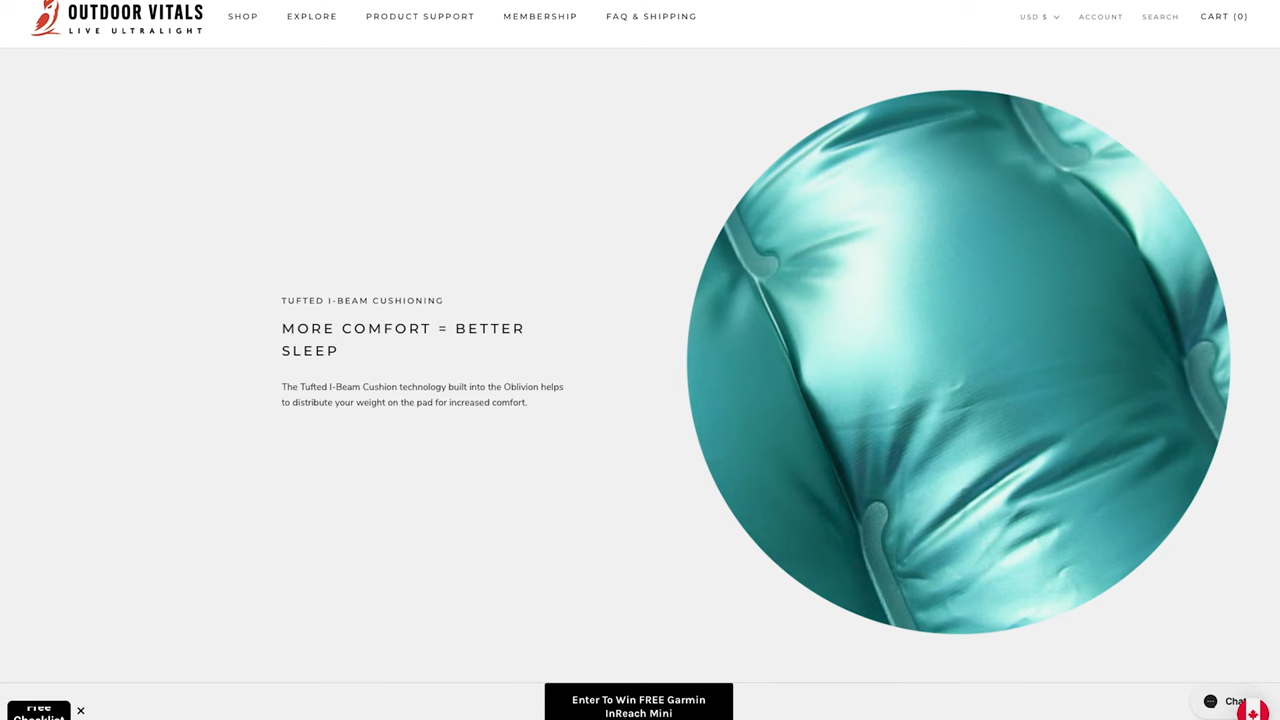 OUTDOOR VITALS
LIVE ULTRALIGHT
SHOP
EXPLORE
PRODUCT SUPPORT
MEMBERSHIP
FAQ & SHIPPING
USD $
ACCOUNT
SEARCH
CART (0)
TUFTED I-BEAM CUSHIONING
MORE COMFORT = BETTER
SLEEP
The Tufted I-Beam Cushion technology built into the Oblivion helps
to distribute your weight on the pad for increased comfort.
Free
Checklist
Enter To Win FREE Garmin
InReach Mini
Chat